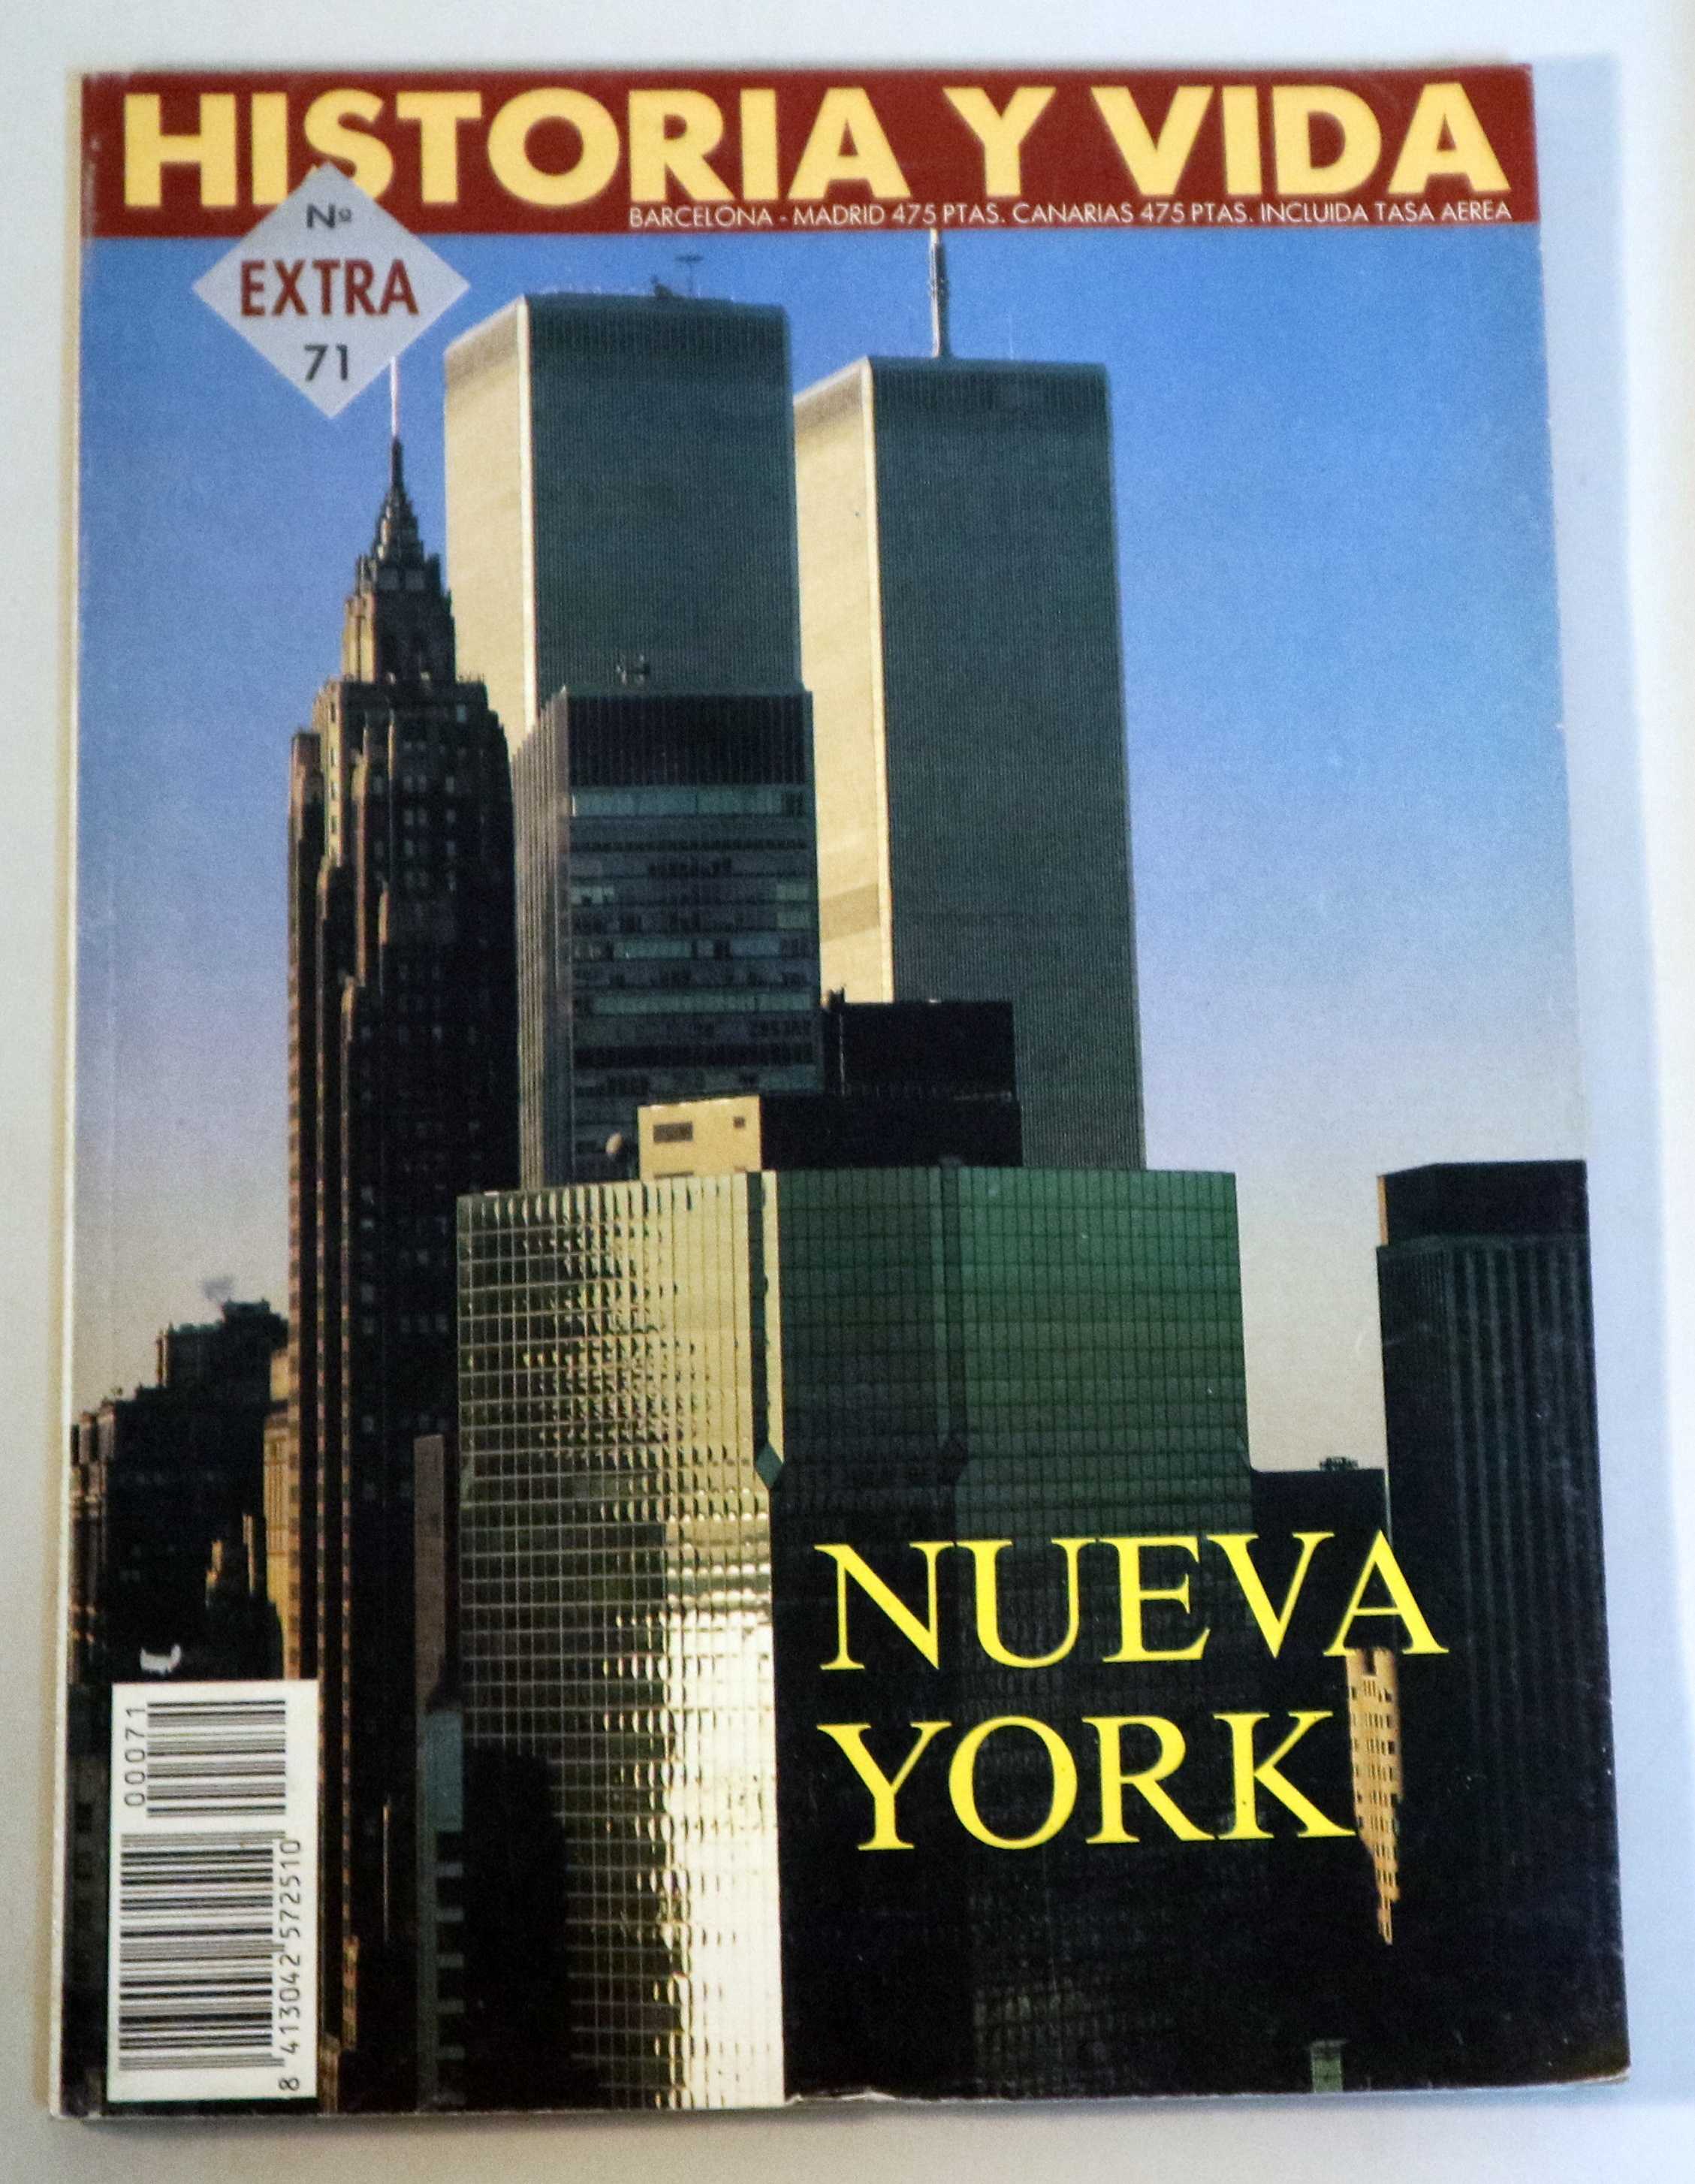 HISTORIA Y VIDA
BARCELONA - MADRID 475 PTAS. CANARIAS 475 PTAS. INCLUIDA TASA AEREA
Nº
EXTRA
71
NUEVA
YORK
00071
8 413042 572510